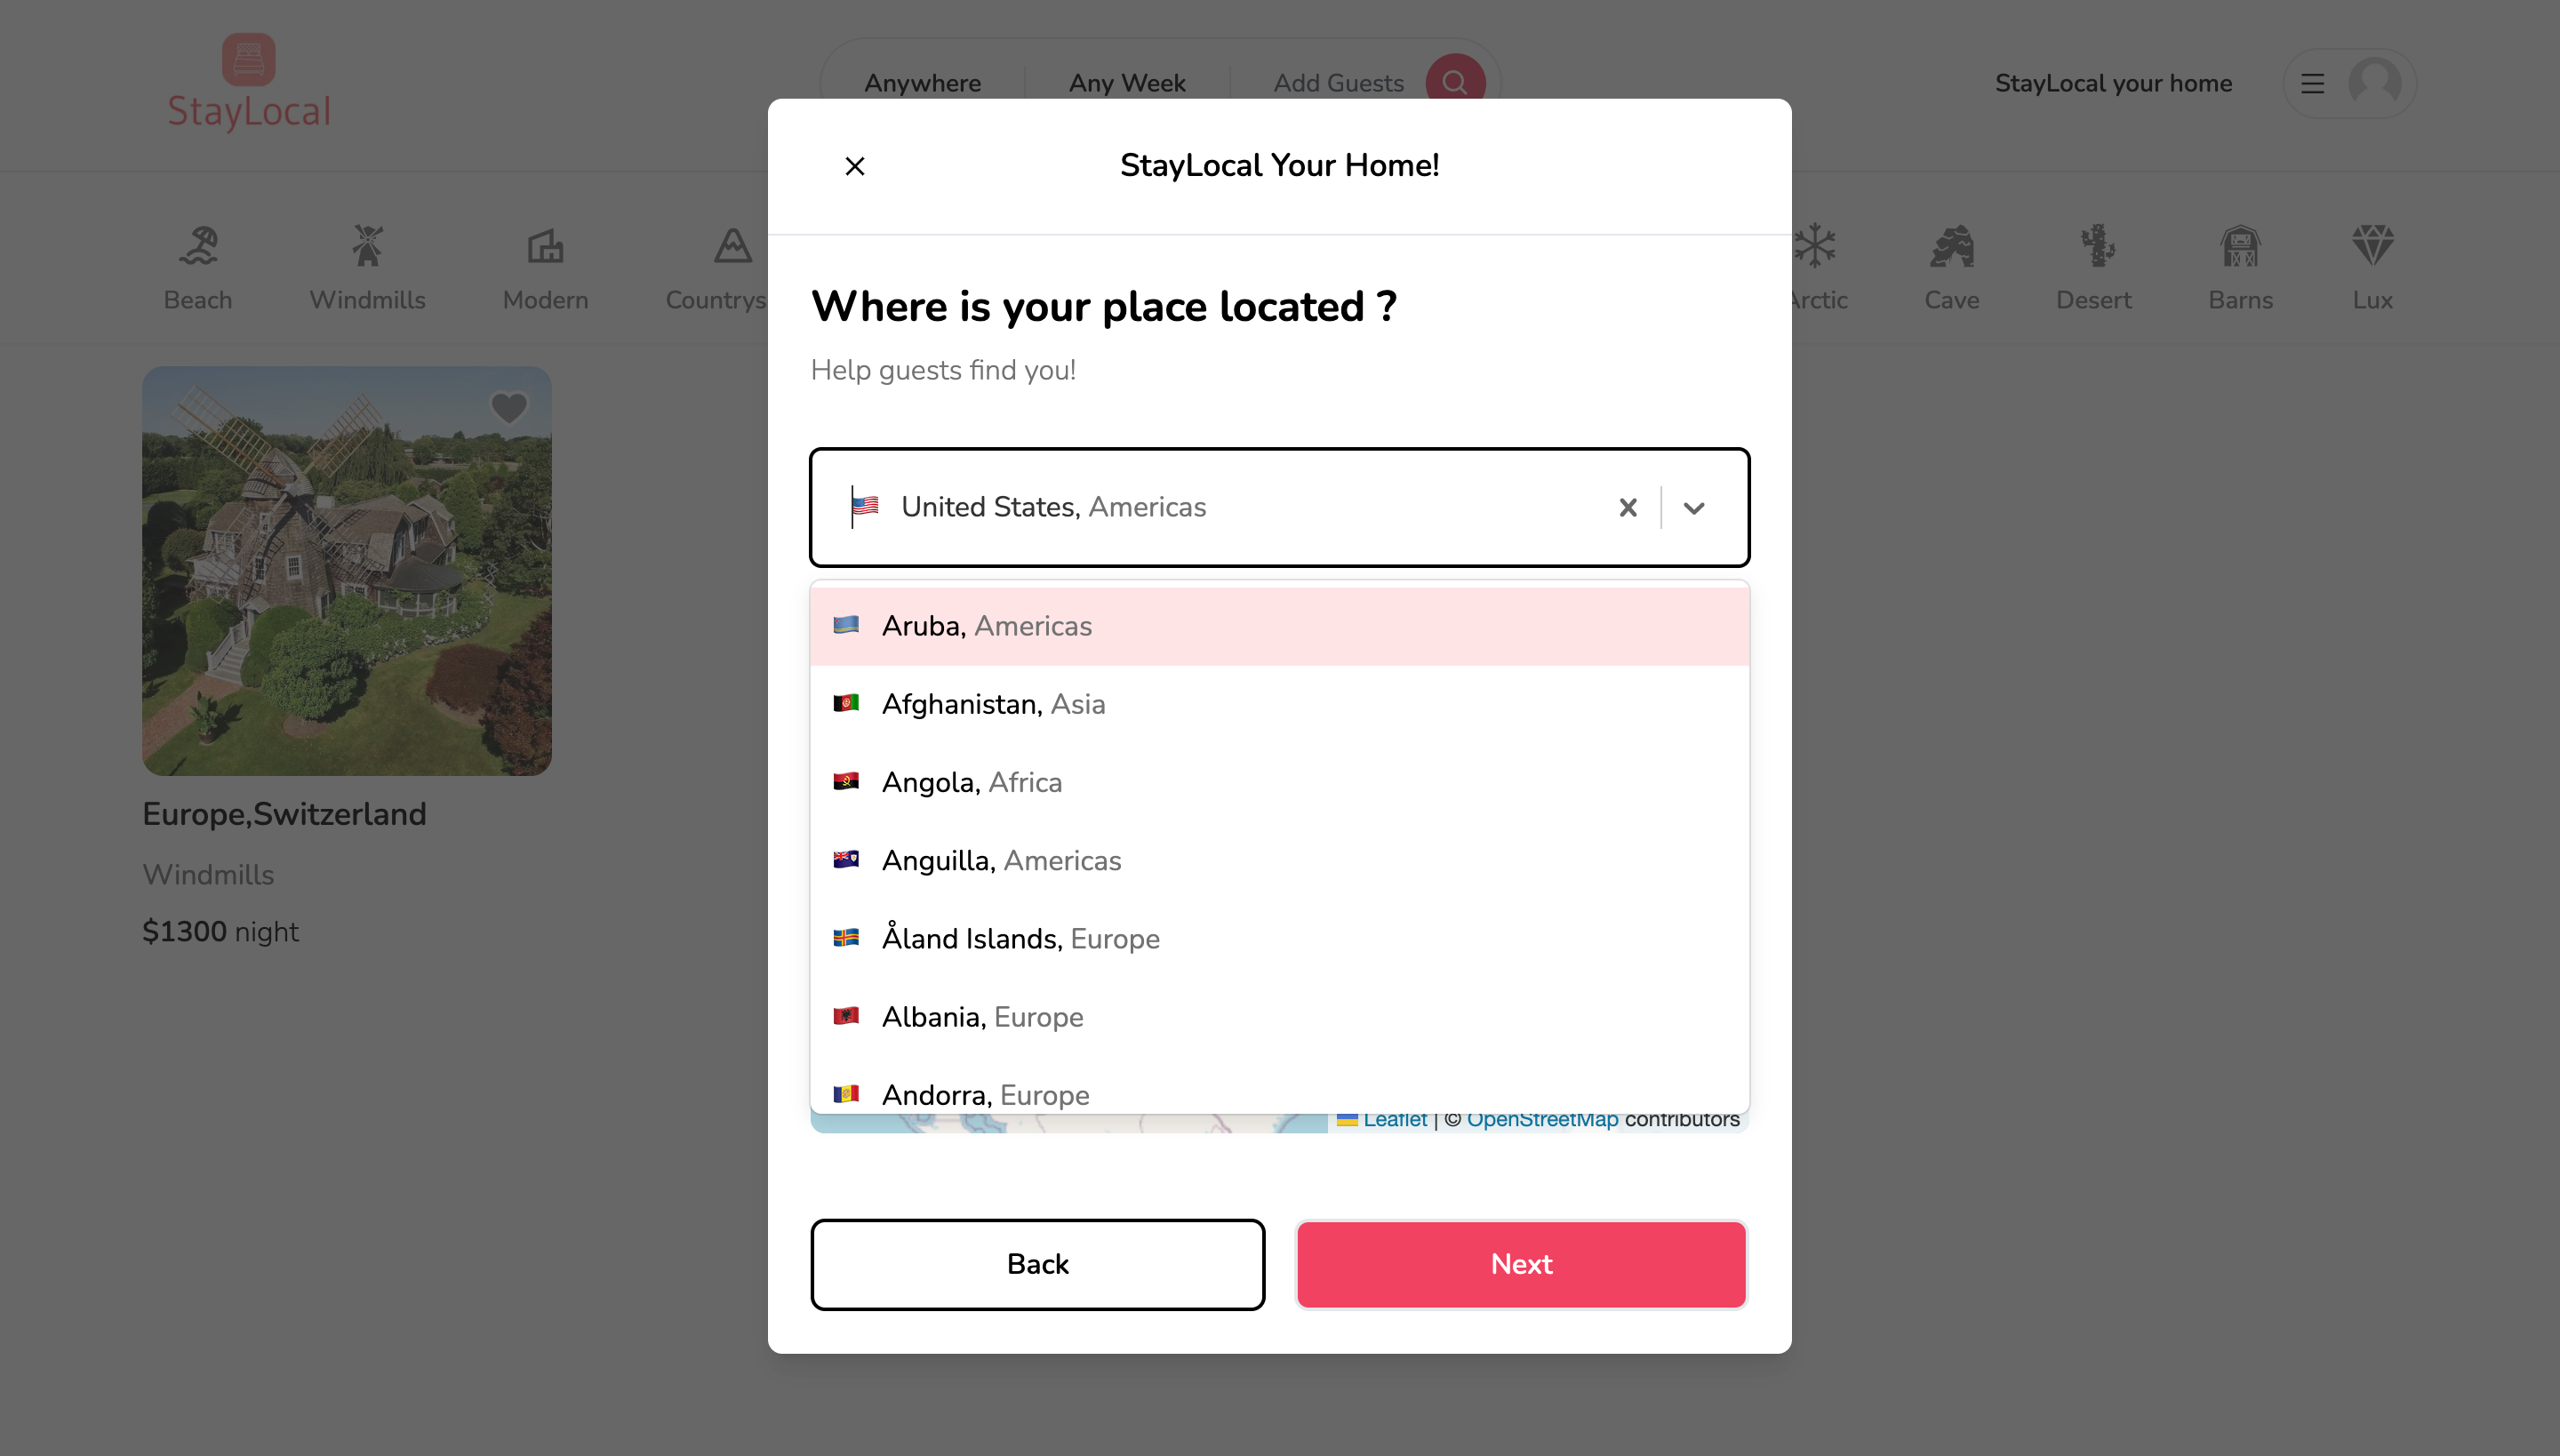 StayLocal
Anywhere
Any Week
Add Guests
StayLocal your home
Beach
Windmills
Modern
Countrys
Arctic
Cave
Desert
Barns
Lux
StayLocal Your Home!
Where is your place located ?
Help guests find you!
United States, Americas
Aruba, Americas
Afghanistan, Asia
Angola, Africa
Anguilla, Americas
Åland Islands, Europe
Albania, Europe
Andorra, Europe
Leaflet | © OpenStreetMap contributors
Back
Next
Europe,Switzerland
Windmills
$1300 night